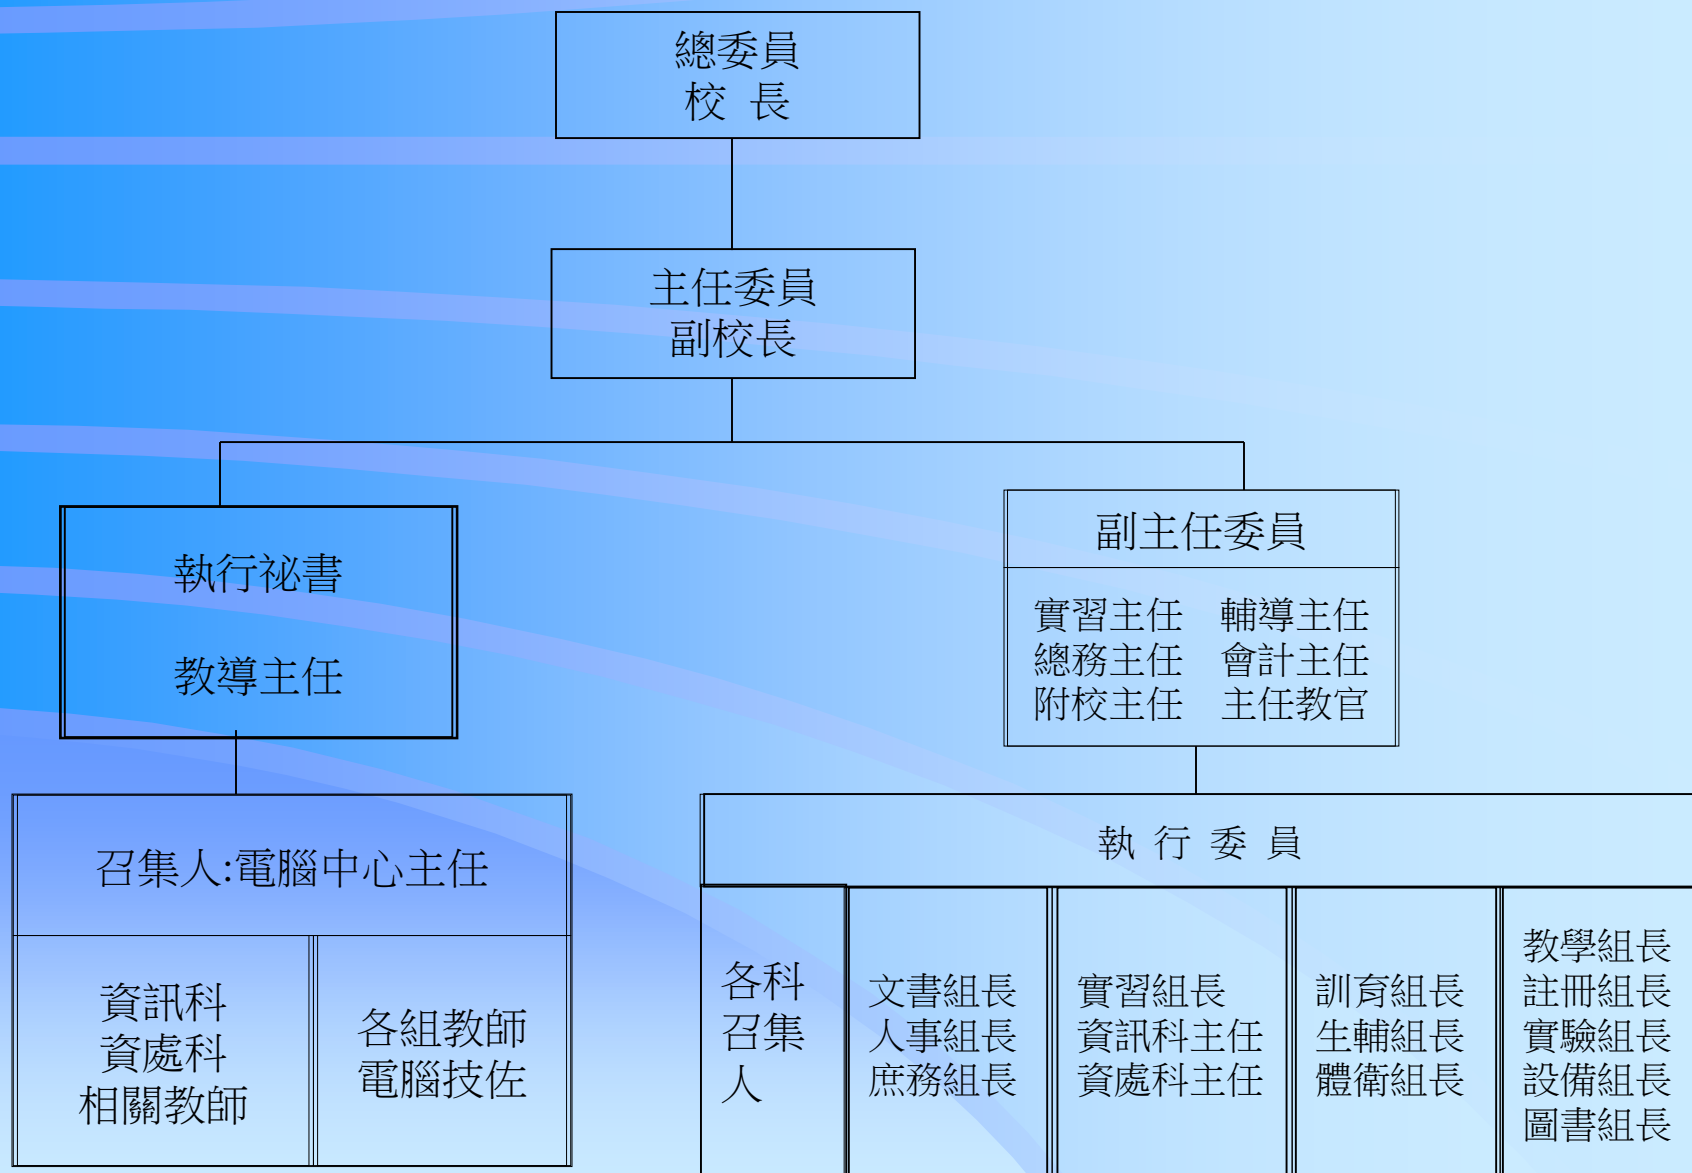 總委員
校 長
主任委員
副校長
執行祕書
教導主任
副主任委員
實習主任 輔導主任
總務主任 會計主任
附校主任 主任教官
召集人:電腦中心主任
資訊科
資處科
相關教師
各組教師
電腦技佐
執 行 委 員
各科
召集
人
文書組長
人事組長
庶務組長
實習組長
資訊科主任
資處科主任
訓育組長
生輔組長
體衛組長
教學組長
註冊組長
實驗組長
設備組長
圖書組長